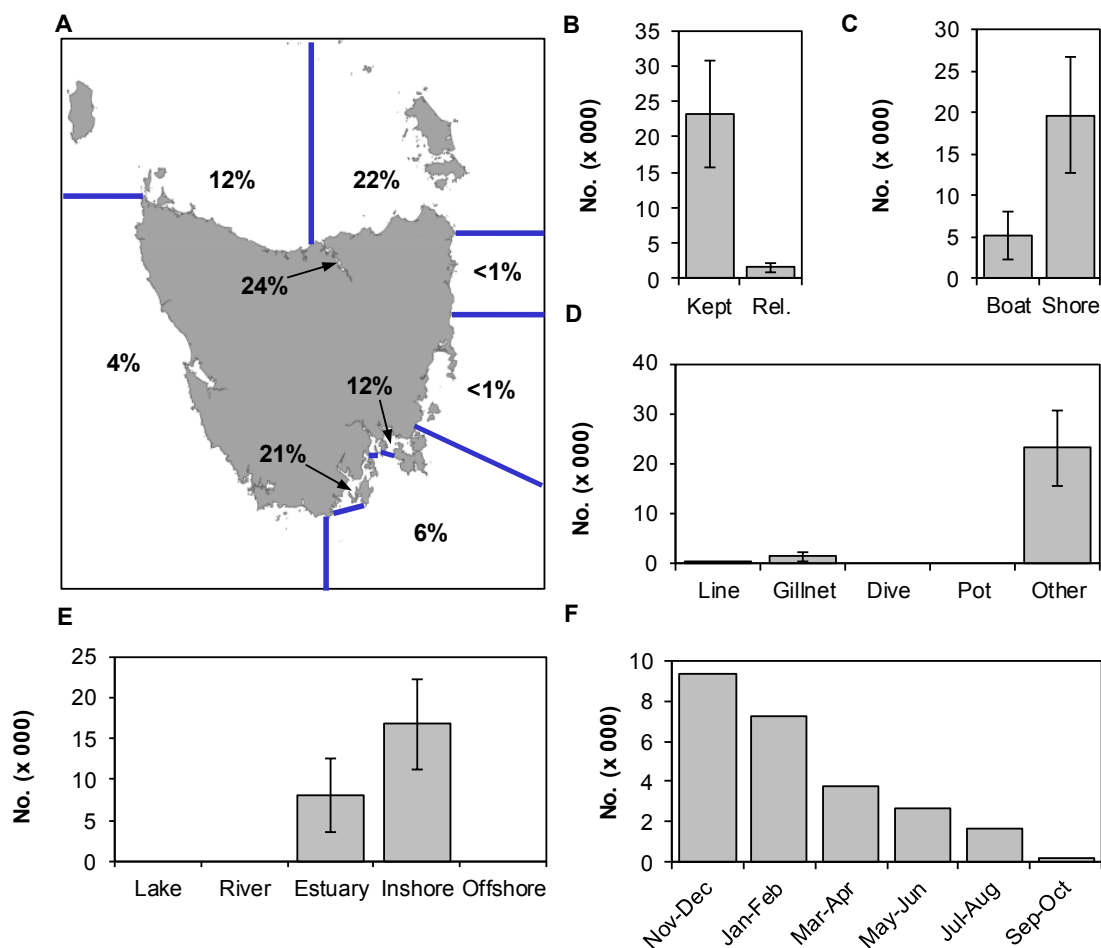 A
12%
22%
24%
<1%
4%
12%
<1%
21%
6%
B
No. (x 000)
35
30
25
20
15
10
5
0
Kept Rel.
C
No. (x 000)
30
25
20
15
10
5
0
Boat Shore
D
No. (x 000)
40
30
20
10
0
Line Gillnet Dive Pot Other
E
No. (x 000)
25
20
15
10
5
0
Lake River Estuary Inshore Offshore
F
No. (x 000)
10
8
6
4
2
0
Nov-Dec
Jan-Feb
Mar-Apr
May-Jun
Jul-Aug
Sep-Oct